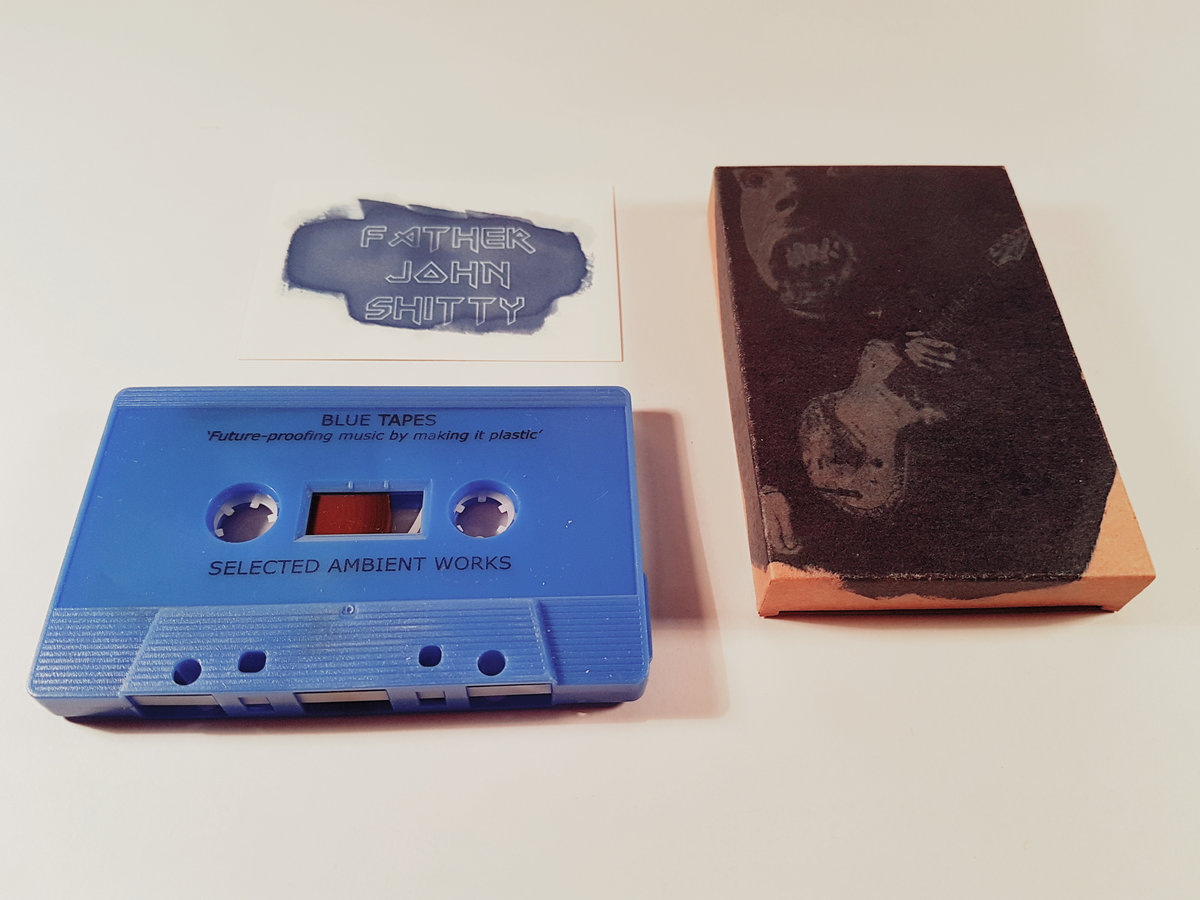 FATHER
JOHN
SHITTY
BLUE TAPES
'Future-proofing music by making it plastic'
SELECTED AMBIENT WORKS